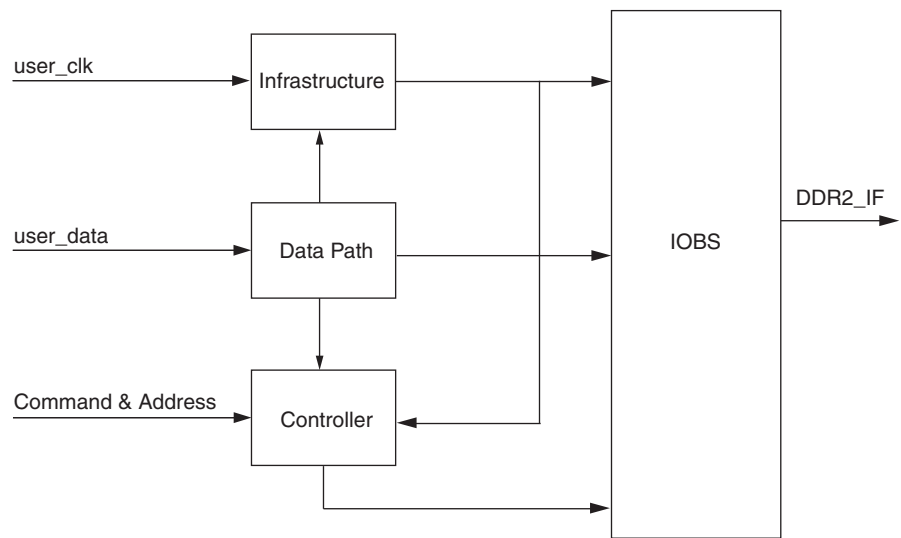 user_clk
Infrastructure
DDR2_IF
user_data
Data Path
IOBS
Command & Address
Controller